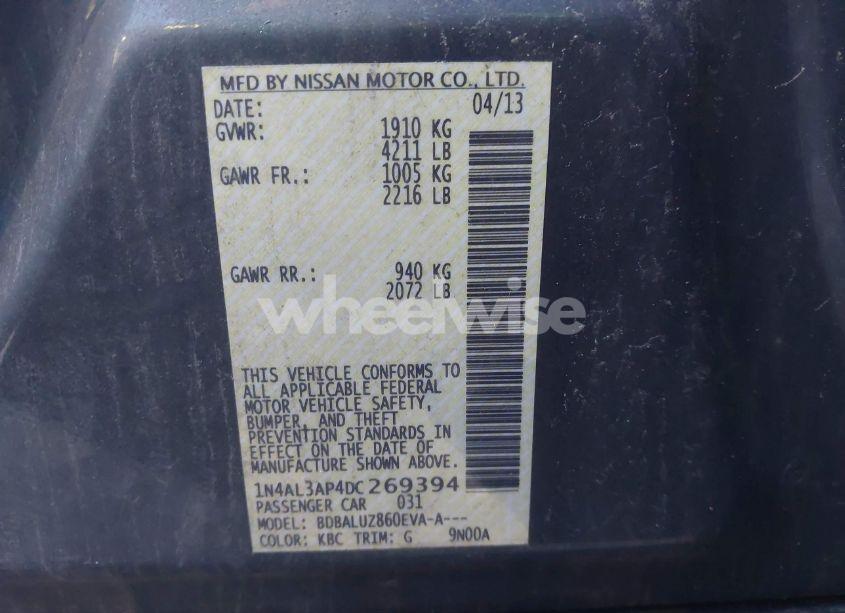 MFD BY NISSAN MOTOR CO., LTD.
DATE: 04/13
GVWR: 1910 KG
4211 LB
GAWR FR.: 1005 KG
2216 LB
GAWR RR.: 940 KG
2072 LB
wheelwise
THIS VEHICLE CONFORMS TO
ALL APPLICABLE FEDERAL
MOTOR VEHICLE SAFETY,
BUMPER, AND THEFT
PREVENTION STANDARDS IN
EFFECT ON THE DATE OF
MANUFACTURE SHOWN ABOVE.
1N4AL3AP4DC269394
PASSENGER CAR 031
MODEL: BDBALUZ860EVA-A---
COLOR: KBC TRIM: G 9N00A